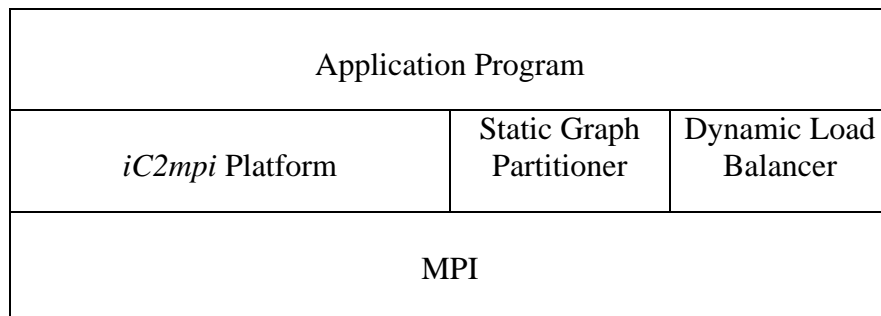 Application Program
iC2mpi Platform
Static Graph
Partitioner
Dynamic Load
Balancer
MPI